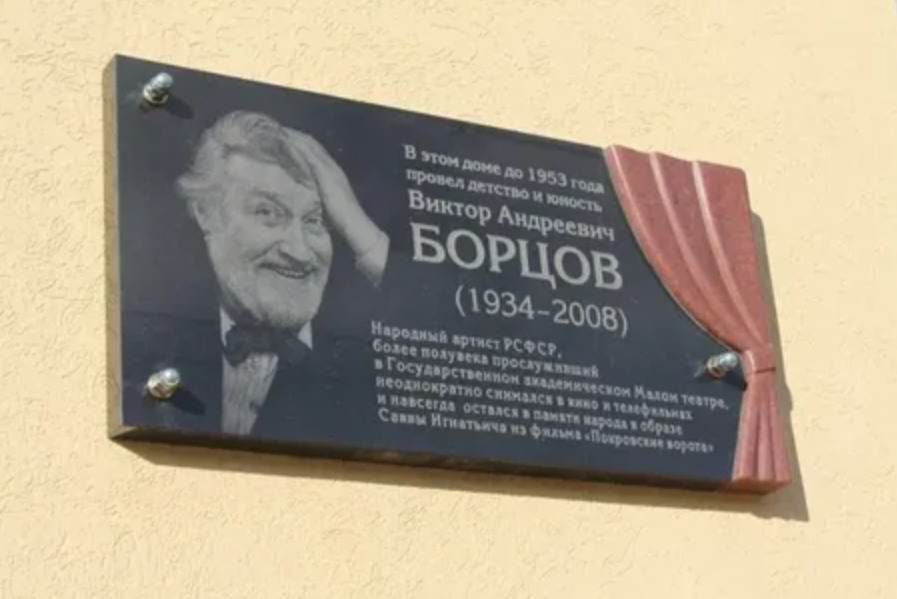 В этом доме до 1953 года
провел детство и юность
Виктор Андреевич
БОРЦОВ
(1934-2008)
Народный артист РСФСР,
более полувека прослуживший
в Государственном академическом Малом театре,
неоднократно снимался в кино и телефильмах
и навсегда остался в памяти народа в образе
Саввы Игнатьича из фильма «Покровские ворота»